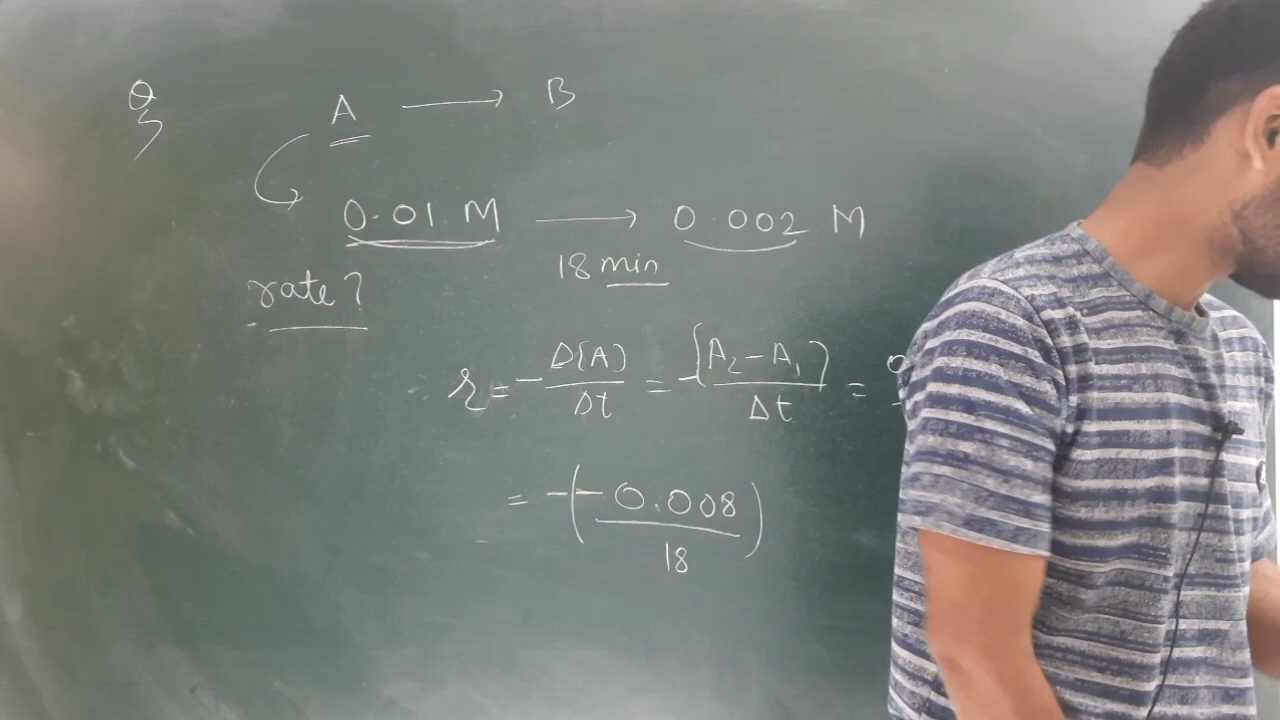 Q
A ⟶ B
0.01 M ⟶ 0.002 M
18 min
rate?
r = - Δ[A]/Δt = - [A₂ - A₁]/Δt =
= - (- 0.008/18)